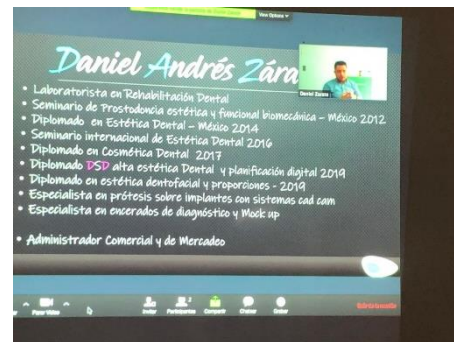 View Options
Daniel Andrés Zára
Daniel Zarate
• Laboratorista en Rehabilitación Dental
• Seminario de Prostodoncia estética y funcional biomecánica – México 2012
• Diplomado en Estética Dental – México 2014
• Seminario internacional de Estética Dental 2016
• Diplomado en Cosmética Dental 2017
• Diplomado DSD alta estética Dental y planificación digital 2019
• Diplomado en estética dentofacial y proporciones - 2019
• Especialista en prótesis sobre implantes con sistemas cad cam
• Especialista en encerados de diagnóstico y Mock up
• Administrador Comercial y de Mercadeo
Parar Video
Invitar
Participantes
Compartir
Chatear
Grabar